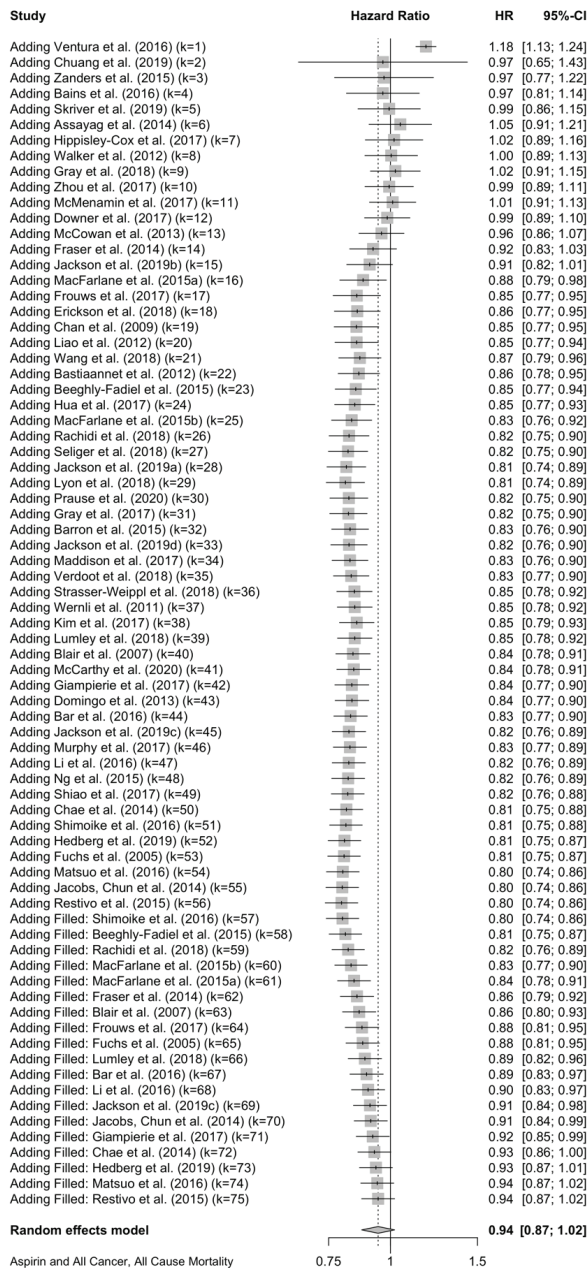 Study Hazard Ratio HR 95%-CI
Adding Ventura et al. (2016) (k=1) 1.18 [1.13; 1.24]
Adding Chuang et al. (2019) (k=2) 0.97 [0.65; 1.43]
Adding Zanders et al. (2015) (k=3) 0.97 [0.77; 1.22]
Adding Bains et al. (2016) (k=4) 0.97 [0.81; 1.14]
Adding Skriver et al. (2019) (k=5) 0.99 [0.86; 1.15]
Adding Assayag et al. (2014) (k=6) 1.05 [0.91; 1.21]
Adding Hippisley-Cox et al. (2017) (k=7) 1.02 [0.89; 1.16]
Adding Walker et al. (2012) (k=8) 1.00 [0.89; 1.13]
Adding Gray et al. (2018) (k=9) 1.02 [0.91; 1.15]
Adding Zhou et al. (2017) (k=10) 0.99 [0.89; 1.11]
Adding McMenamin et al. (2017) (k=11) 1.01 [0.91; 1.13]
Adding Downer et al. (2017) (k=12) 0.99 [0.89; 1.10]
Adding McCowan et al. (2013) (k=13) 0.96 [0.86; 1.07]
Adding Fraser et al. (2014) (k=14) 0.92 [0.83; 1.03]
Adding Jackson et al. (2019b) (k=15) 0.91 [0.82; 1.01]
Adding MacFarlane et al. (2015a) (k=16) 0.88 [0.79; 0.98]
Adding Frouws et al. (2017) (k=17) 0.85 [0.77; 0.95]
Adding Erickson et al. (2018) (k=18) 0.86 [0.77; 0.95]
Adding Chan et al. (2009) (k=19) 0.85 [0.77; 0.95]
Adding Liao et al. (2012) (k=20) 0.85 [0.77; 0.94]
Adding Wang et al. (2018) (k=21) 0.87 [0.79; 0.96]
Adding Bastiaannet et al. (2012) (k=22) 0.86 [0.78; 0.95]
Adding Beeghly-Fadiel et al. (2015) (k=23) 0.85 [0.77; 0.94]
Adding Hua et al. (2017) (k=24) 0.85 [0.77; 0.93]
Adding MacFarlane et al. (2015b) (k=25) 0.83 [0.76; 0.92]
Adding Rachidi et al. (2018) (k=26) 0.82 [0.75; 0.90]
Adding Seliger et al. (2018) (k=27) 0.82 [0.75; 0.90]
Adding Jackson et al. (2019a) (k=28) 0.81 [0.74; 0.89]
Adding Lyon et al. (2018) (k=29) 0.81 [0.74; 0.89]
Adding Prause et al. (2020) (k=30) 0.82 [0.75; 0.90]
Adding Gray et al. (2017) (k=31) 0.82 [0.75; 0.90]
Adding Barron et al. (2015) (k=32) 0.83 [0.76; 0.90]
Adding Jackson et al. (2019d) (k=33) 0.82 [0.76; 0.90]
Adding Maddison et al. (2017) (k=34) 0.83 [0.76; 0.90]
Adding Verdoot et al. (2018) (k=35) 0.83 [0.77; 0.90]
Adding Strasser-Weippl et al. (2018) (k=36) 0.85 [0.78; 0.92]
Adding Wernli et al. (2011) (k=37) 0.85 [0.78; 0.92]
Adding Kim et al. (2017) (k=38) 0.85 [0.79; 0.93]
Adding Lumley et al. (2018) (k=39) 0.85 [0.78; 0.92]
Adding Blair et al. (2007) (k=40) 0.84 [0.78; 0.91]
Adding McCarthy et al. (2020) (k=41) 0.84 [0.78; 0.91]
Adding Giampierie et al. (2017) (k=42) 0.84 [0.77; 0.90]
Adding Domingo et al. (2013) (k=43) 0.84 [0.77; 0.90]
Adding Bar et al. (2016) (k=44) 0.83 [0.77; 0.90]
Adding Jackson et al. (2019c) (k=45) 0.82 [0.76; 0.89]
Adding Murphy et al. (2017) (k=46) 0.83 [0.77; 0.89]
Adding Li et al. (2016) (k=47) 0.82 [0.76; 0.89]
Adding Ng et al. (2015) (k=48) 0.82 [0.76; 0.89]
Adding Shiao et al. (2017) (k=49) 0.82 [0.76; 0.88]
Adding Chae et al. (2014) (k=50) 0.81 [0.75; 0.88]
Adding Shimoike et al. (2016) (k=51) 0.81 [0.75; 0.88]
Adding Hedberg et al. (2019) (k=52) 0.81 [0.75; 0.87]
Adding Fuchs et al. (2005) (k=53) 0.81 [0.75; 0.87]
Adding Matsuo et al. (2016) (k=54) 0.80 [0.74; 0.86]
Adding Jacobs, Chun et al. (2014) (k=55) 0.80 [0.74; 0.86]
Adding Restivo et al. (2015) (k=56) 0.80 [0.74; 0.86]
Adding Filled: Shimoike et al. (2016) (k=57) 0.80 [0.74; 0.86]
Adding Filled: Beeghly-Fadiel et al. (2015) (k=58) 0.81 [0.75; 0.87]
Adding Filled: Rachidi et al. (2018) (k=59) 0.82 [0.76; 0.89]
Adding Filled: MacFarlane et al. (2015b) (k=60) 0.83 [0.77; 0.90]
Adding Filled: MacFarlane et al. (2015a) (k=61) 0.84 [0.78; 0.91]
Adding Filled: Fraser et al. (2014) (k=62) 0.86 [0.79; 0.92]
Adding Filled: Blair et al. (2007) (k=63) 0.86 [0.80; 0.93]
Adding Filled: Frouws et al. (2017) (k=64) 0.88 [0.81; 0.95]
Adding Filled: Fuchs et al. (2005) (k=65) 0.88 [0.81; 0.95]
Adding Filled: Lumley et al. (2018) (k=66) 0.89 [0.82; 0.96]
Adding Filled: Bar et al. (2016) (k=67) 0.89 [0.83; 0.97]
Adding Filled: Li et al. (2016) (k=68) 0.90 [0.83; 0.97]
Adding Filled: Jackson et al. (2019c) (k=69) 0.91 [0.84; 0.98]
Adding Filled: Jacobs, Chun et al. (2014) (k=70) 0.91 [0.84; 0.99]
Adding Filled: Giampierie et al. (2017) (k=71) 0.92 [0.85; 0.99]
Adding Filled: Chae et al. (2014) (k=72) 0.93 [0.86; 1.00]
Adding Filled: Hedberg et al. (2019) (k=73) 0.93 [0.87; 1.01]
Adding Filled: Matsuo et al. (2016) (k=74) 0.94 [0.87; 1.02]
Adding Filled: Restivo et al. (2015) (k=75) 0.94 [0.87; 1.02]
Random effects model 0.94 [0.87; 1.02]
Aspirin and All Cancer, All Cause Mortality 0.75 1 1.5